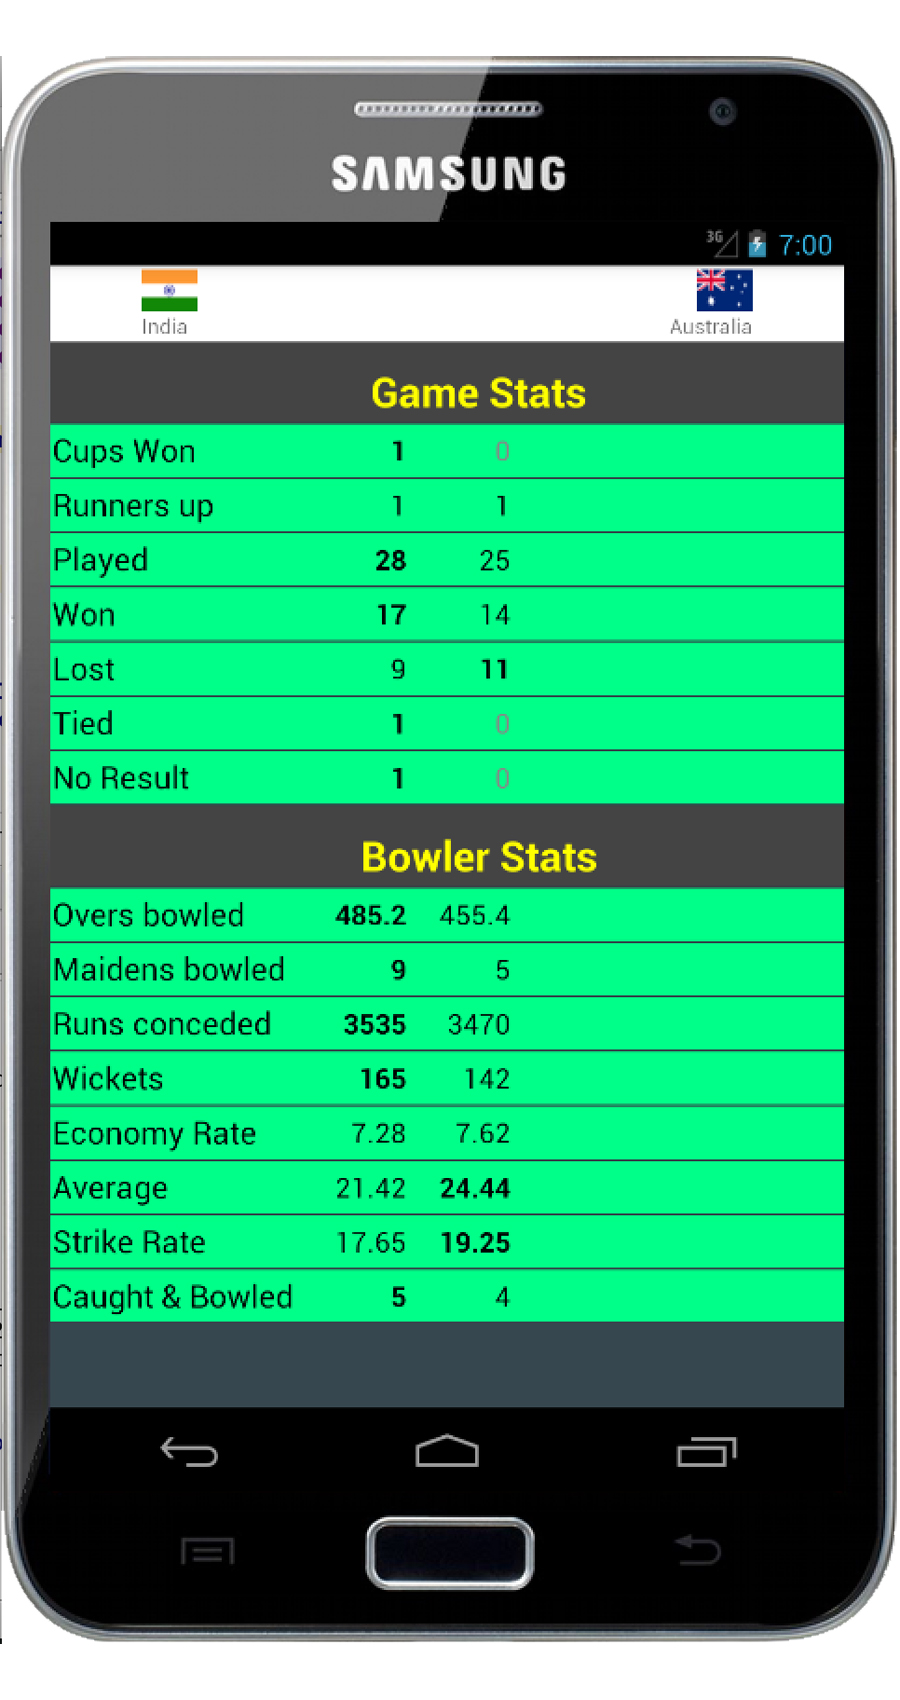 SAMSUNG
3G 7:00
India Australia
Game Stats
Cups Won 1 0
Runners up 1 1
Played 28 25
Won 17 14
Lost 9 11
Tied 1 0
No Result 1 0
Bowler Stats
Overs bowled 485.2 455.4
Maidens bowled 9 5
Runs conceded 3535 3470
Wickets 165 142
Economy Rate 7.28 7.62
Average 21.42 24.44
Strike Rate 17.65 19.25
Caught & Bowled 5 4